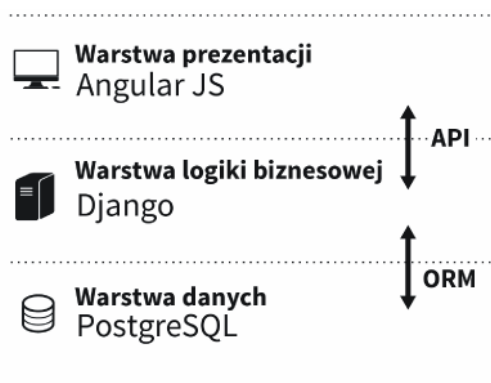 Warstwa prezentacji
Angular JS
API
Warstwa logiki biznesowej
Django
ORM
Warstwa danych
PostgreSQL